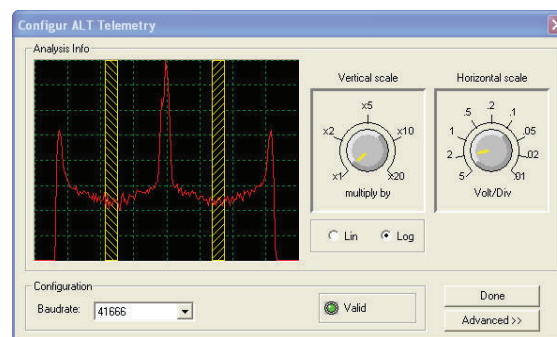 Configur ALT Telemetry
Analysis Info
Vertical scale
x5
x2
x10
x1
x20
multiply by
Lin
Log
Horizontal scale
.2
.5
.1
1
.05
2
.02
5
.01
Volt/Div
Configuration
Baudrate:
41666
Valid
Done
Advanced >>